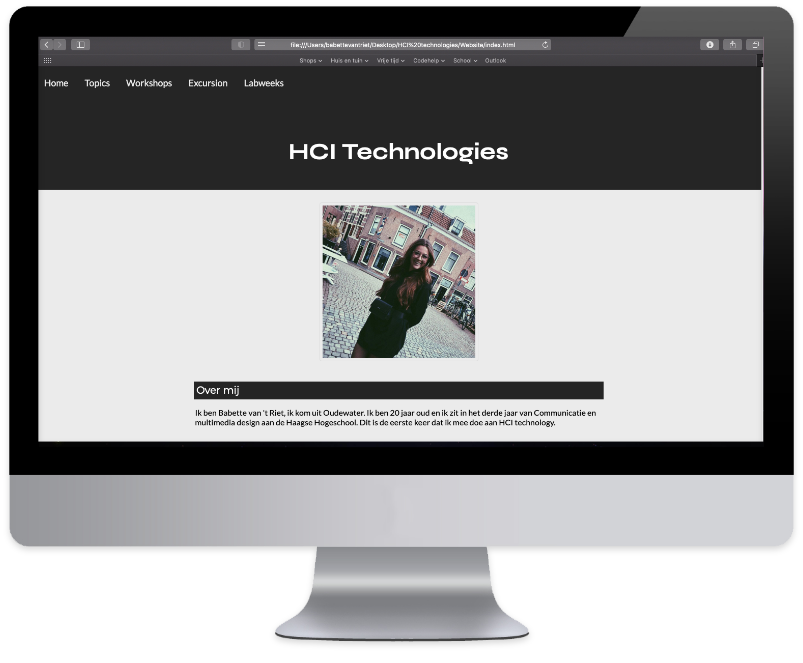 file:///Users/babettevantriet/Desktop/HCI%20technologies/Website/index.html
Shops Huis en tuin Vrije tijd Codehelp School Outlook
Home Topics Workshops Excursion Labweeks
HCI Technologies
Over mij
Ik ben Babette van 't Riet, ik kom uit Oudewater. Ik ben 20 jaar oud en ik zit in het derde jaar van Communicatie en
multimedia design aan de Haagse Hogeschool. Dit is de eerste keer dat ik mee doe aan HCI technology.